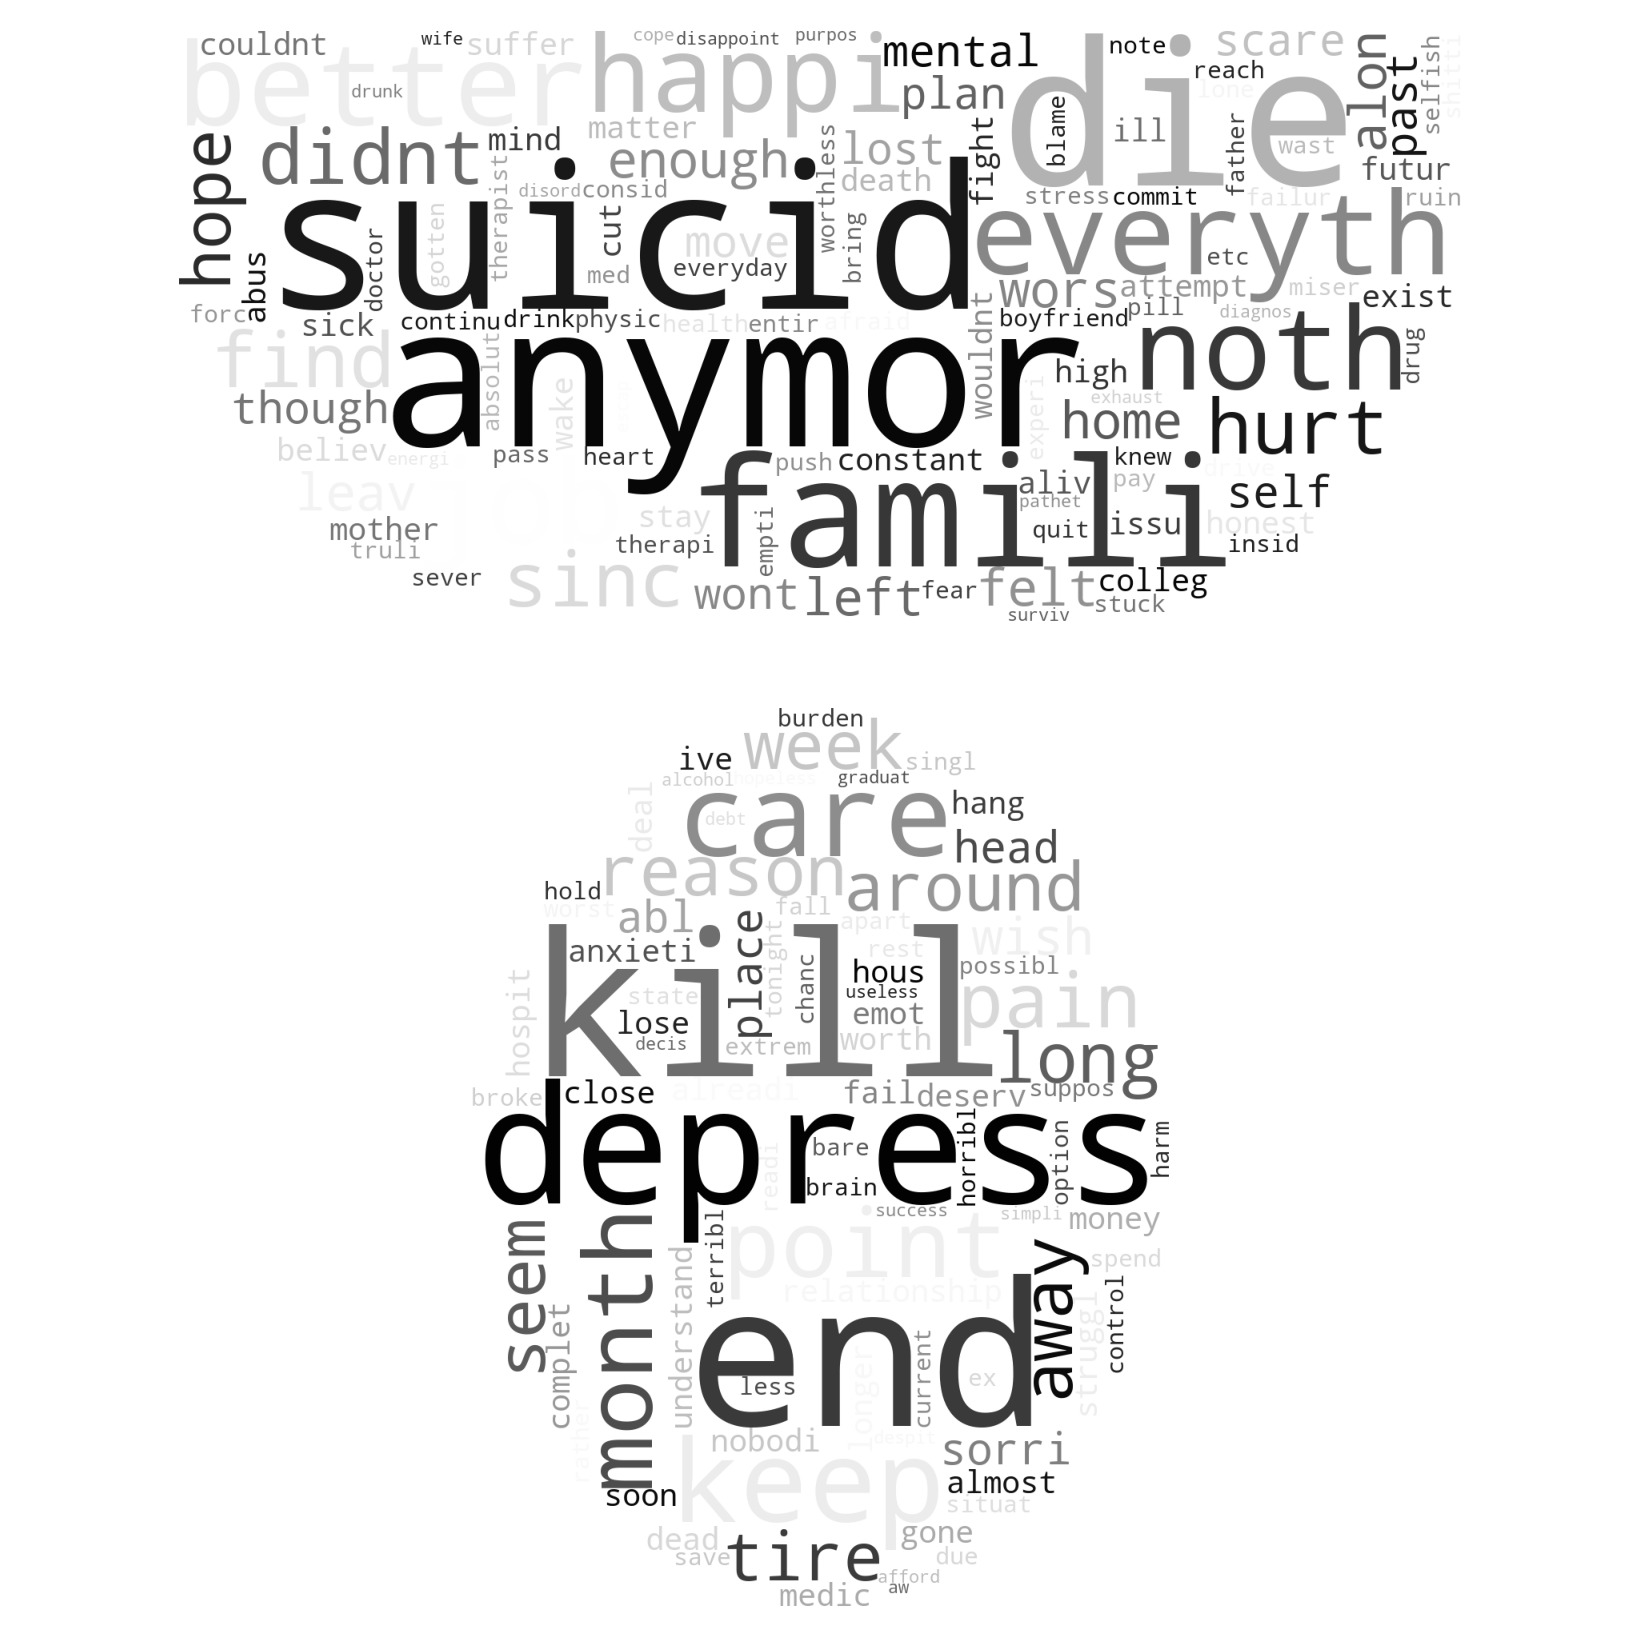 couldnt wife suffer cope disappoint purpos mental note scare
better happi die alon past selfish shitti
drunk plan reach lone
hope didnt mind matter enough lost fight blame ill father wast futur
therapist disord consid worthless death stress commit failur ruin
suicid everyth
abus doctor gotten cut move med everyday bring etc
forc sick wors attempt miser exist
continu drink physic health entir afraid wouldnt boyfriend pill diagnos
find anymor noth drug
though absolut wake high experi exhaust home hurt
believ energi pass heart push constant knew drive
leav job famili aliv pay self
pathet
mother truli stay therapi empti quit issu honest insid
sever sinc wont left fear felt colleg stuck
surviv
burden
ive week singl
alcohol hopeless graduat
deal care debt hang
reason head
hold around
worst abl fall apart wish
anxieti place tonight rest possibl
hospit kill state chanc hous useless pain
lose emot
decis extrem worth long
broke close alreadi fail deserv suppos
depress
readi bare horribl option harm
brain
seem month terribl success simpli money
understand point spend
relationship away control
complet end struggl
current ex
less longer
rather nobodi despit sorri
keep almost
soon situat
dead gone
save tire due
afford
medic aw